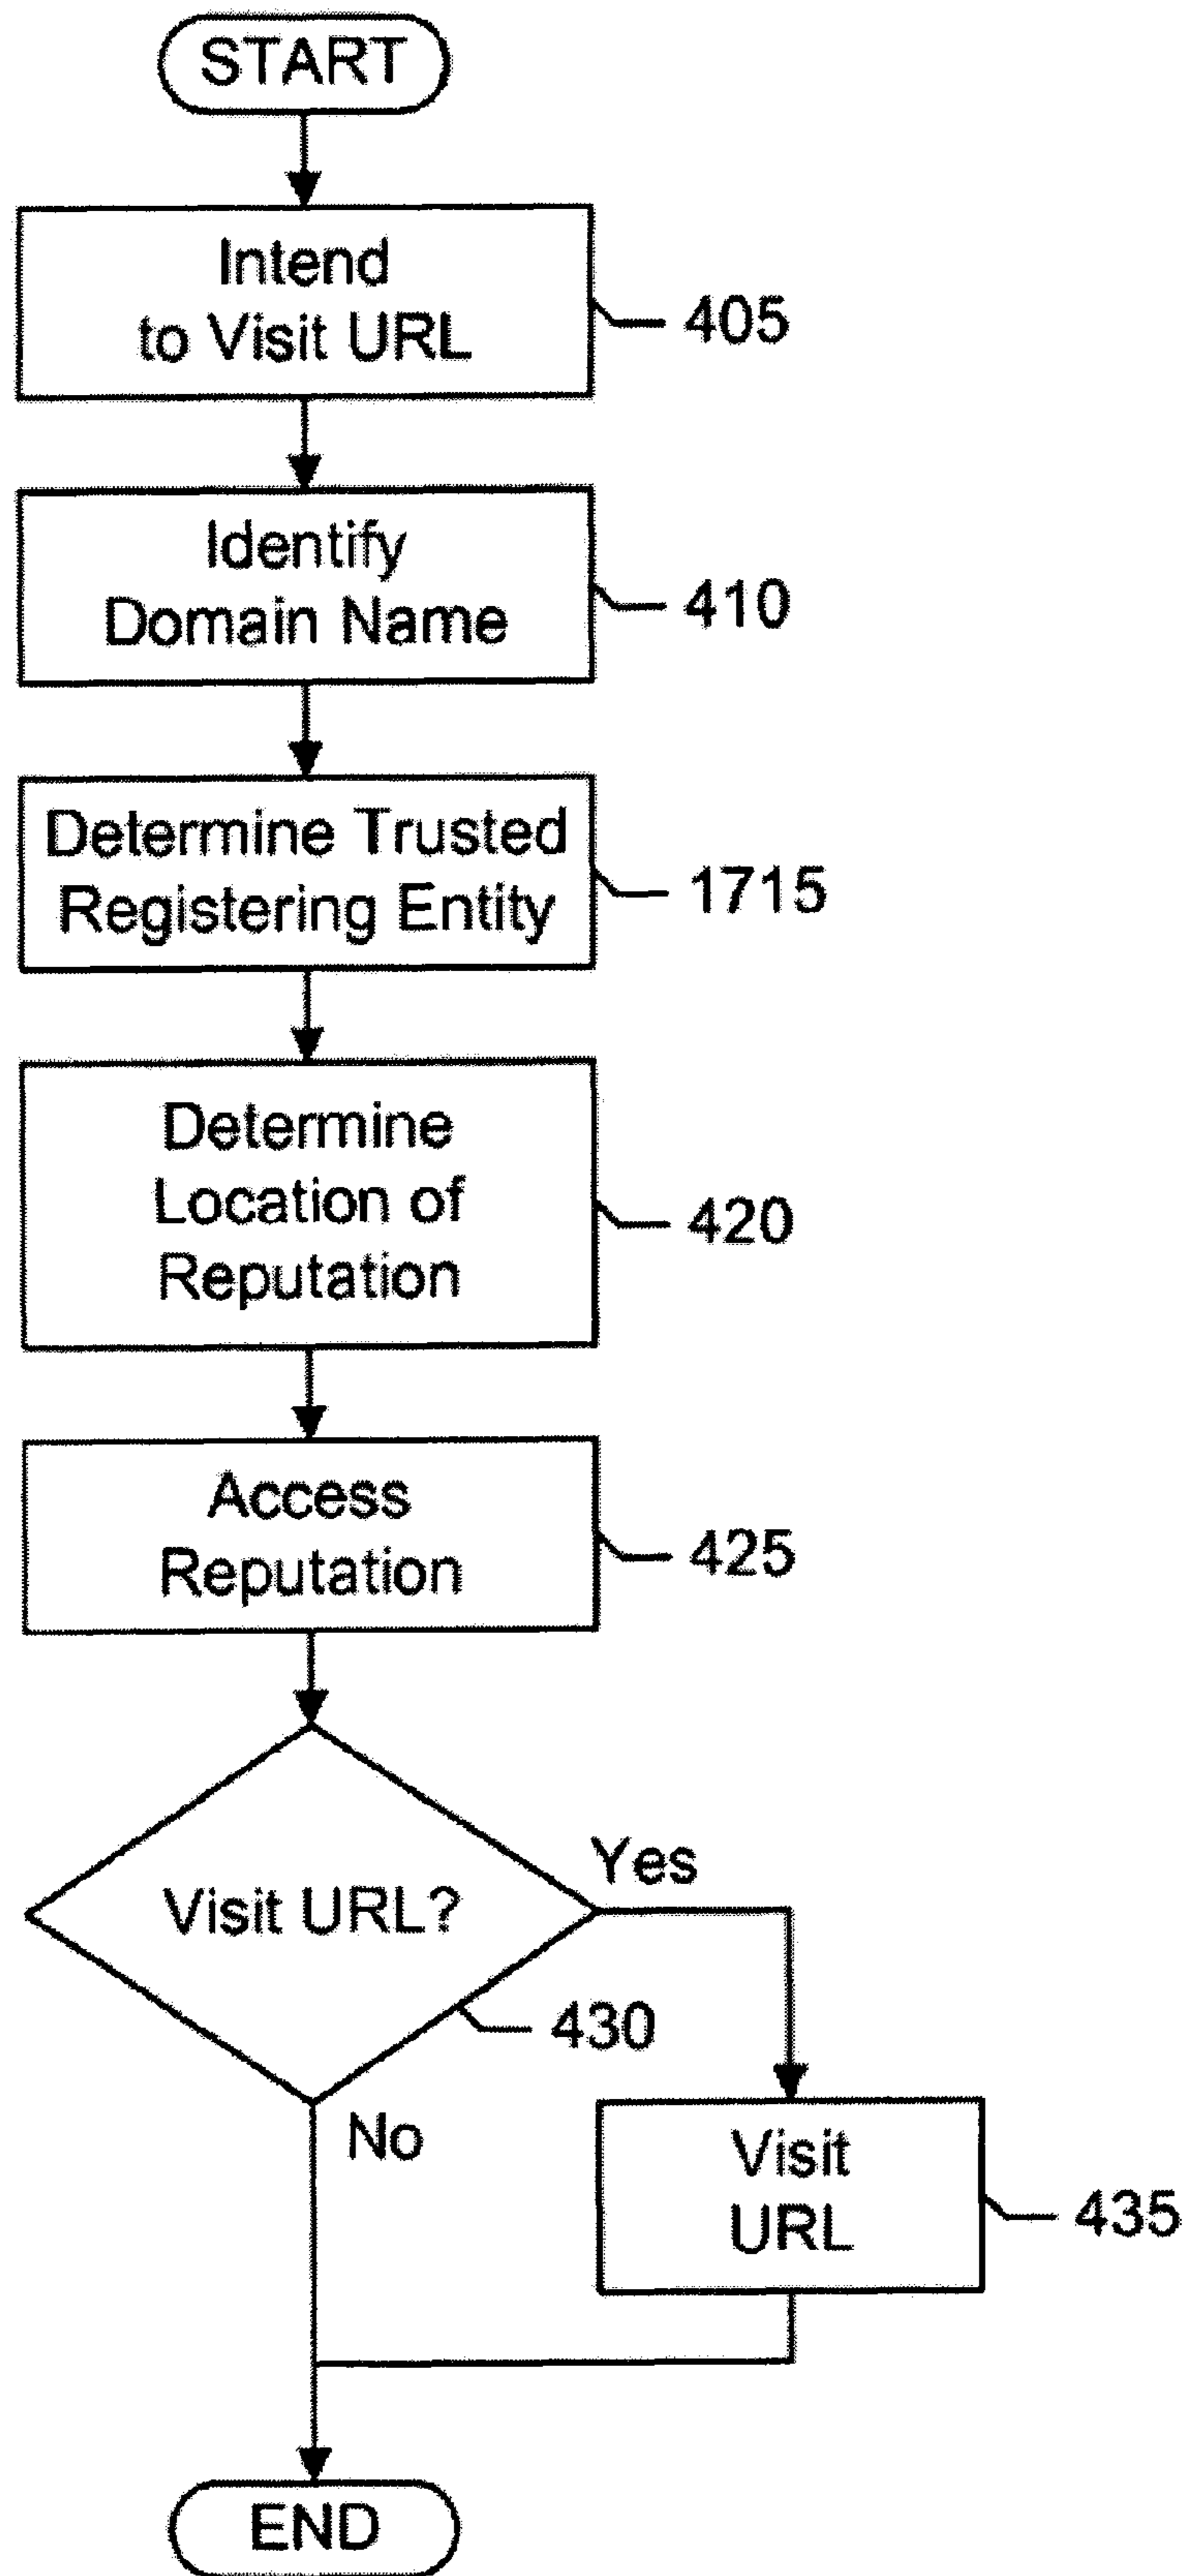 START
Intend
to Visit URL
405
Identify
Domain Name
410
Determine Trusted
Registering Entity
1715
Determine
Location of
Reputation
420
Access
Reputation
425
Visit URL?
Yes
430
No
Visit
URL
435
END